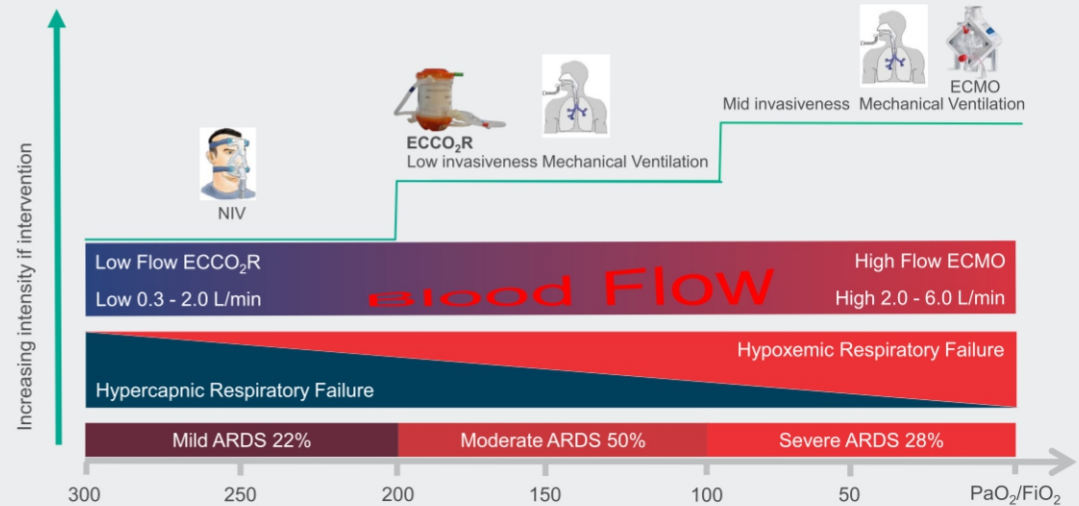 Increasing intensity if intervention
NIV
ECCO₂R
Low invasiveness Mechanical Ventilation
ECMO
Mid invasiveness Mechanical Ventilation
Low Flow ECCO₂R
Low 0.3 - 2.0 L/min
Blood Flow
High Flow ECMO
High 2.0 - 6.0 L/min
Hypoxemic Respiratory Failure
Hypercapnic Respiratory Failure
Mild ARDS 22%
Moderate ARDS 50%
Severe ARDS 28%
300 250 200 150 100 50 PaO₂/FiO₂